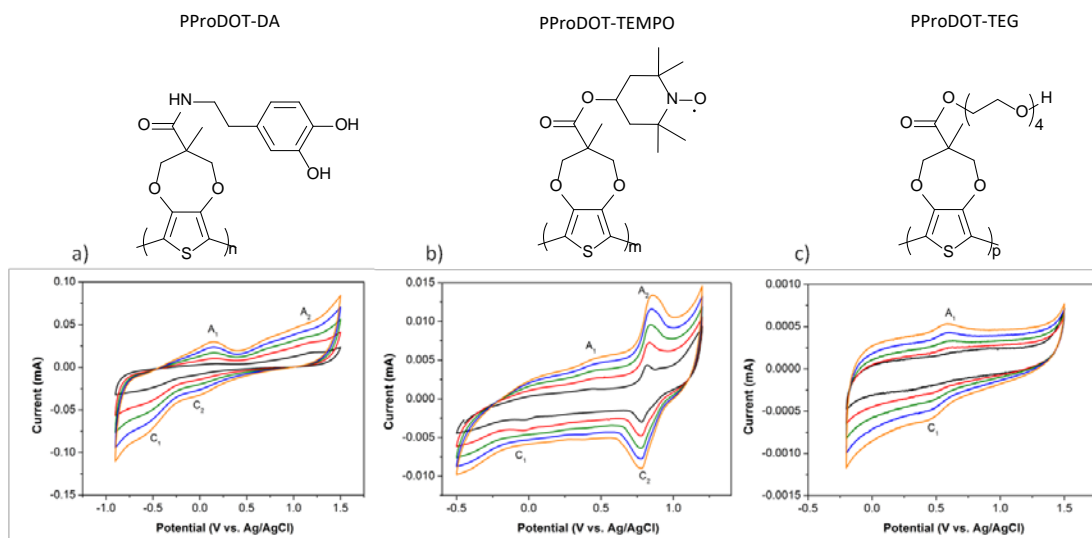 PProDOT-DA
PProDOT-TEMPO
PProDOT-TEG
HN
O
OH
OH
O
O
S
n
O
O
N
O
O
O
S
m
O
O
O
H
4
O
O
S
p
a)
0.10
0.05
0.00
-0.05
-0.10
-0.15
Current (mA)
A1
A2
C1
C2
-1.0
-0.5
0.0
0.5
1.0
1.5
Potential (V vs. Ag/AgCl)
b)
0.015
0.010
0.005
0.000
-0.005
-0.010
Current (mA)
A1
A2
C1
C2
-0.5
0.0
0.5
1.0
Potential (V vs. Ag/AgCl)
c)
0.0010
0.0005
0.0000
-0.0005
-0.0010
-0.0015
Current (mA)
A1
C1
-0.5
0.0
0.5
1.0
1.5
Potential (V vs. Ag/AgCl)